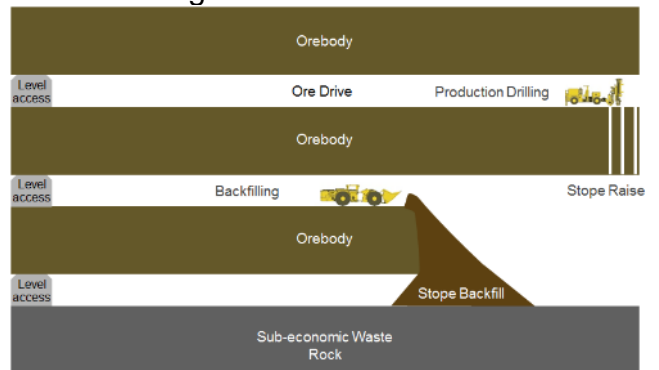 Orebody
Level
access
Ore Drive
Production Drilling
Orebody
Level
access
Backfilling
Stope Raise
Orebody
Level
access
Stope Backfill
Sub-economic Waste
Rock